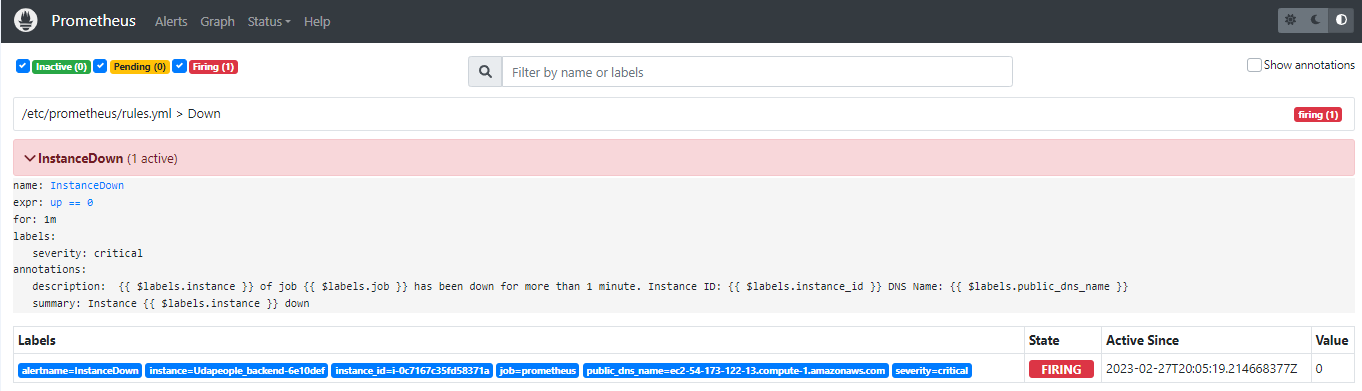 Prometheus Alerts Graph Status Help
Inactive (0) Pending (0) Firing (1) Filter by name or labels Show annotations
/etc/prometheus/rules.yml > Down firing (1)
InstanceDown (1 active)
name: InstanceDown
expr: up == 0
for: 1m
labels:
severity: critical
annotations:
description: {{ $labels.instance }} of job {{ $labels.job }} has been down for more than 1 minute. Instance ID: {{ $labels.instance_id }} DNS Name: {{ $labels.public_dns_name }}
summary: Instance {{ $labels.instance }} down
Labels State Active Since Value
alertname=InstanceDown instance=Udapeople_backend-6e10def instance_id=i-0c7167c35fd58371a job=prometheus public_dns_name=ec2-54-173-122-13.compute-1.amazonaws.com severity=critical FIRING 2023-02-27T20:05:19.214668377Z 0